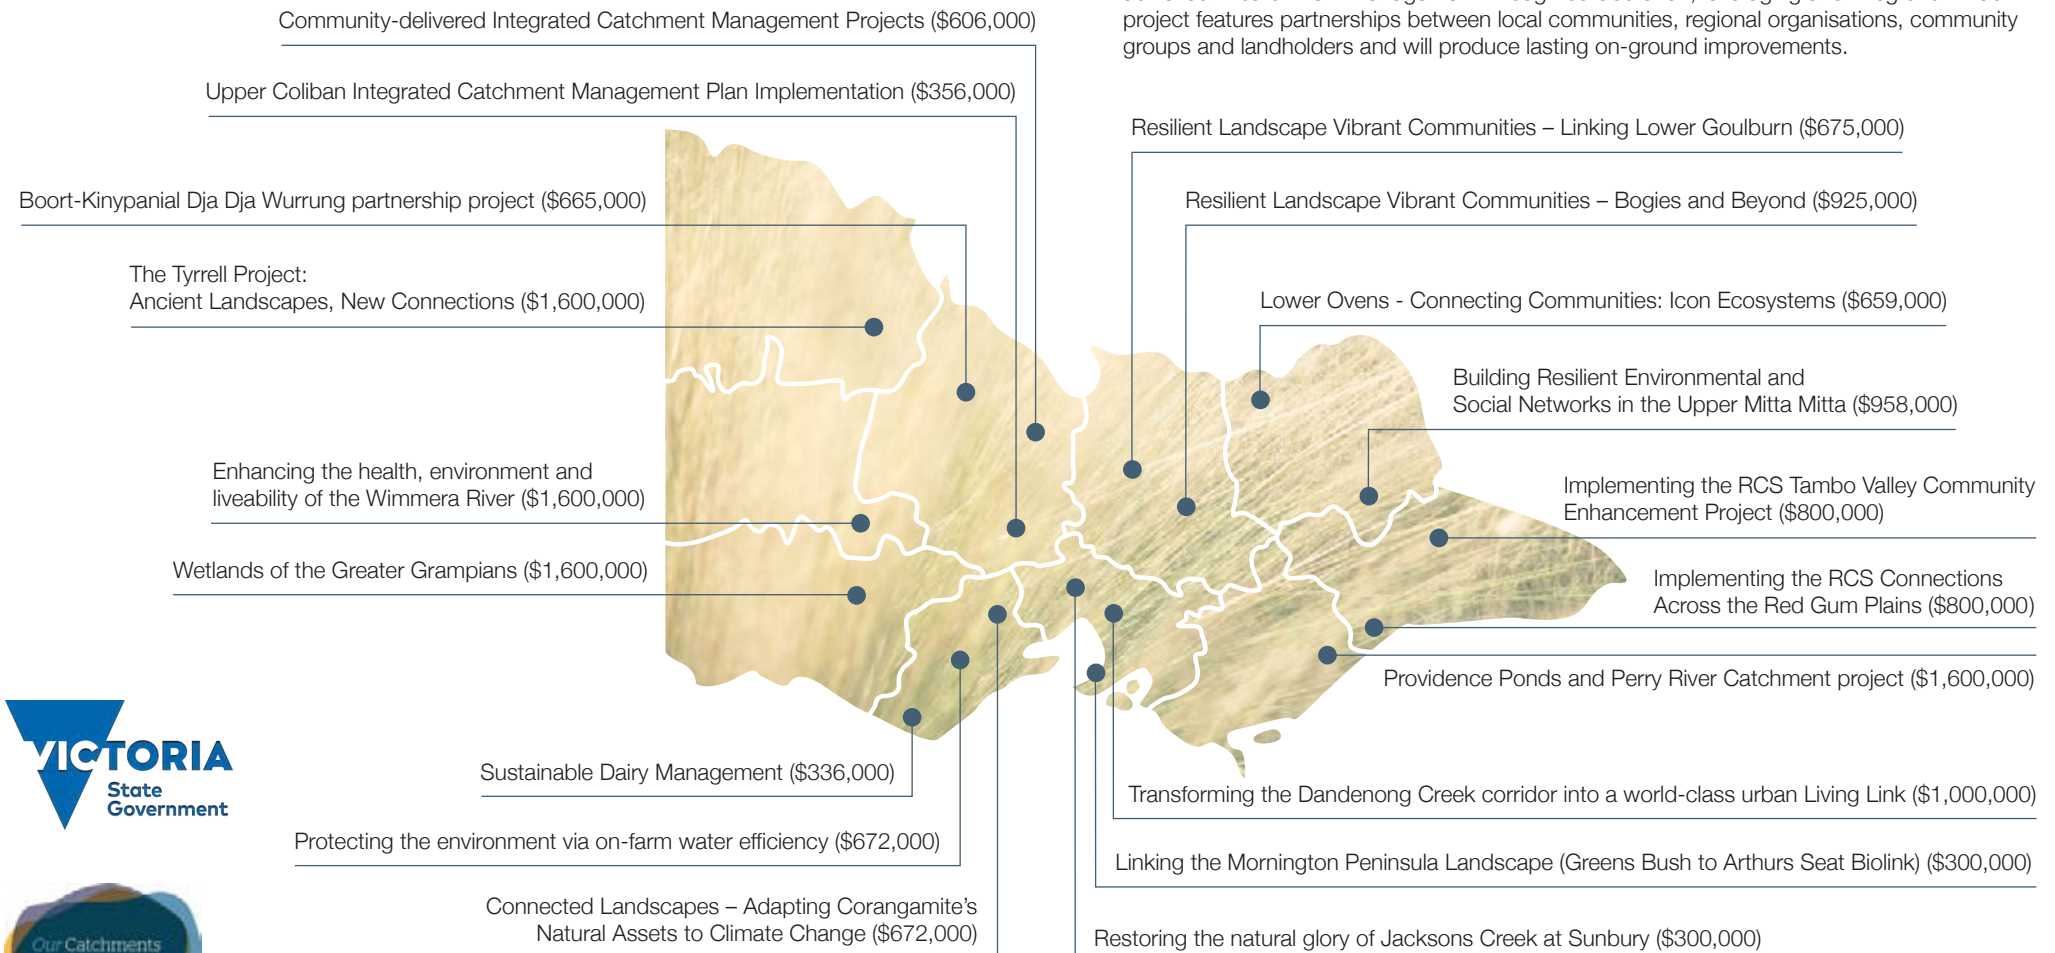 project features partnerships between local communities, regional organisations, community
groups and landholders and will produce lasting on-ground improvements.
Community-delivered Integrated Catchment Management Projects ($606,000)
Upper Coliban Integrated Catchment Management Plan Implementation ($356,000)
Boort-Kinypanial Dja Dja Wurrung partnership project ($665,000)
The Tyrrell Project:
Ancient Landscapes, New Connections ($1,600,000)
Enhancing the health, environment and
liveability of the Wimmera River ($1,600,000)
Wetlands of the Greater Grampians ($1,600,000)
Resilient Landscape Vibrant Communities – Linking Lower Goulburn ($675,000)
Resilient Landscape Vibrant Communities – Bogies and Beyond ($925,000)
Lower Ovens - Connecting Communities: Icon Ecosystems ($659,000)
Building Resilient Environmental and
Social Networks in the Upper Mitta Mitta ($958,000)
Implementing the RCS Tambo Valley Community
Enhancement Project ($800,000)
Implementing the RCS Connections
Across the Red Gum Plains ($800,000)
Providence Ponds and Perry River Catchment project ($1,600,000)
Transforming the Dandenong Creek corridor into a world-class urban Living Link ($1,000,000)
Linking the Mornington Peninsula Landscape (Greens Bush to Arthurs Seat Biolink) ($300,000)
Restoring the natural glory of Jacksons Creek at Sunbury ($300,000)
Sustainable Dairy Management ($336,000)
Protecting the environment via on-farm water efficiency ($672,000)
Connected Landscapes – Adapting Corangamite's
Natural Assets to Climate Change ($672,000)
VICTORIA
State
Government
Our Catchments